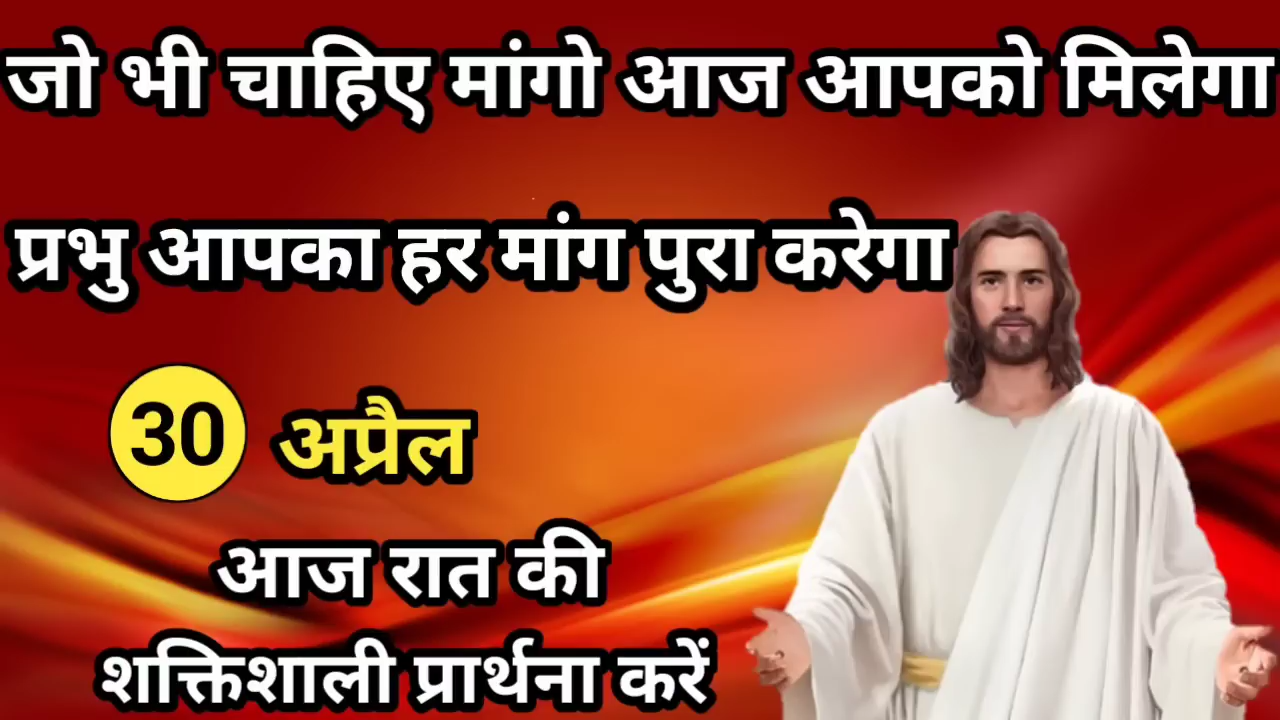 जो भी चाहिए मांगो आज आपको मिलेगा
प्रभु आपका हर मांग पुरा करेगा
30 अप्रैल
आज रात की
शक्तिशाली प्रार्थना करें